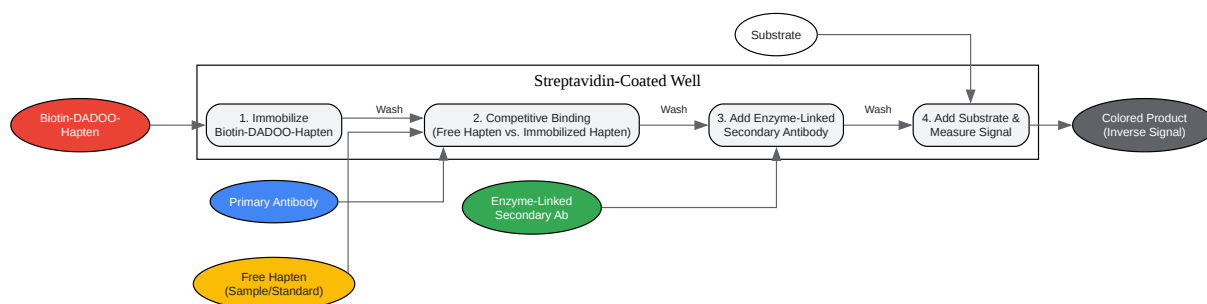 Substrate
Streptavidin-Coated Well
Biotin-DADOO-
Hapten
1. Immobilize
Biotin-DADOO-Hapten
Wash
2. Competitive Binding
(Free Hapten vs. Immobilized Hapten)
Wash
3. Add Enzyme-Linked
Secondary Antibody
Wash
4. Add Substrate &
Measure Signal
Colored Product
(Inverse Signal)
Primary Antibody
Enzyme-Linked
Secondary Ab
Free Hapten
(Sample/Standard)